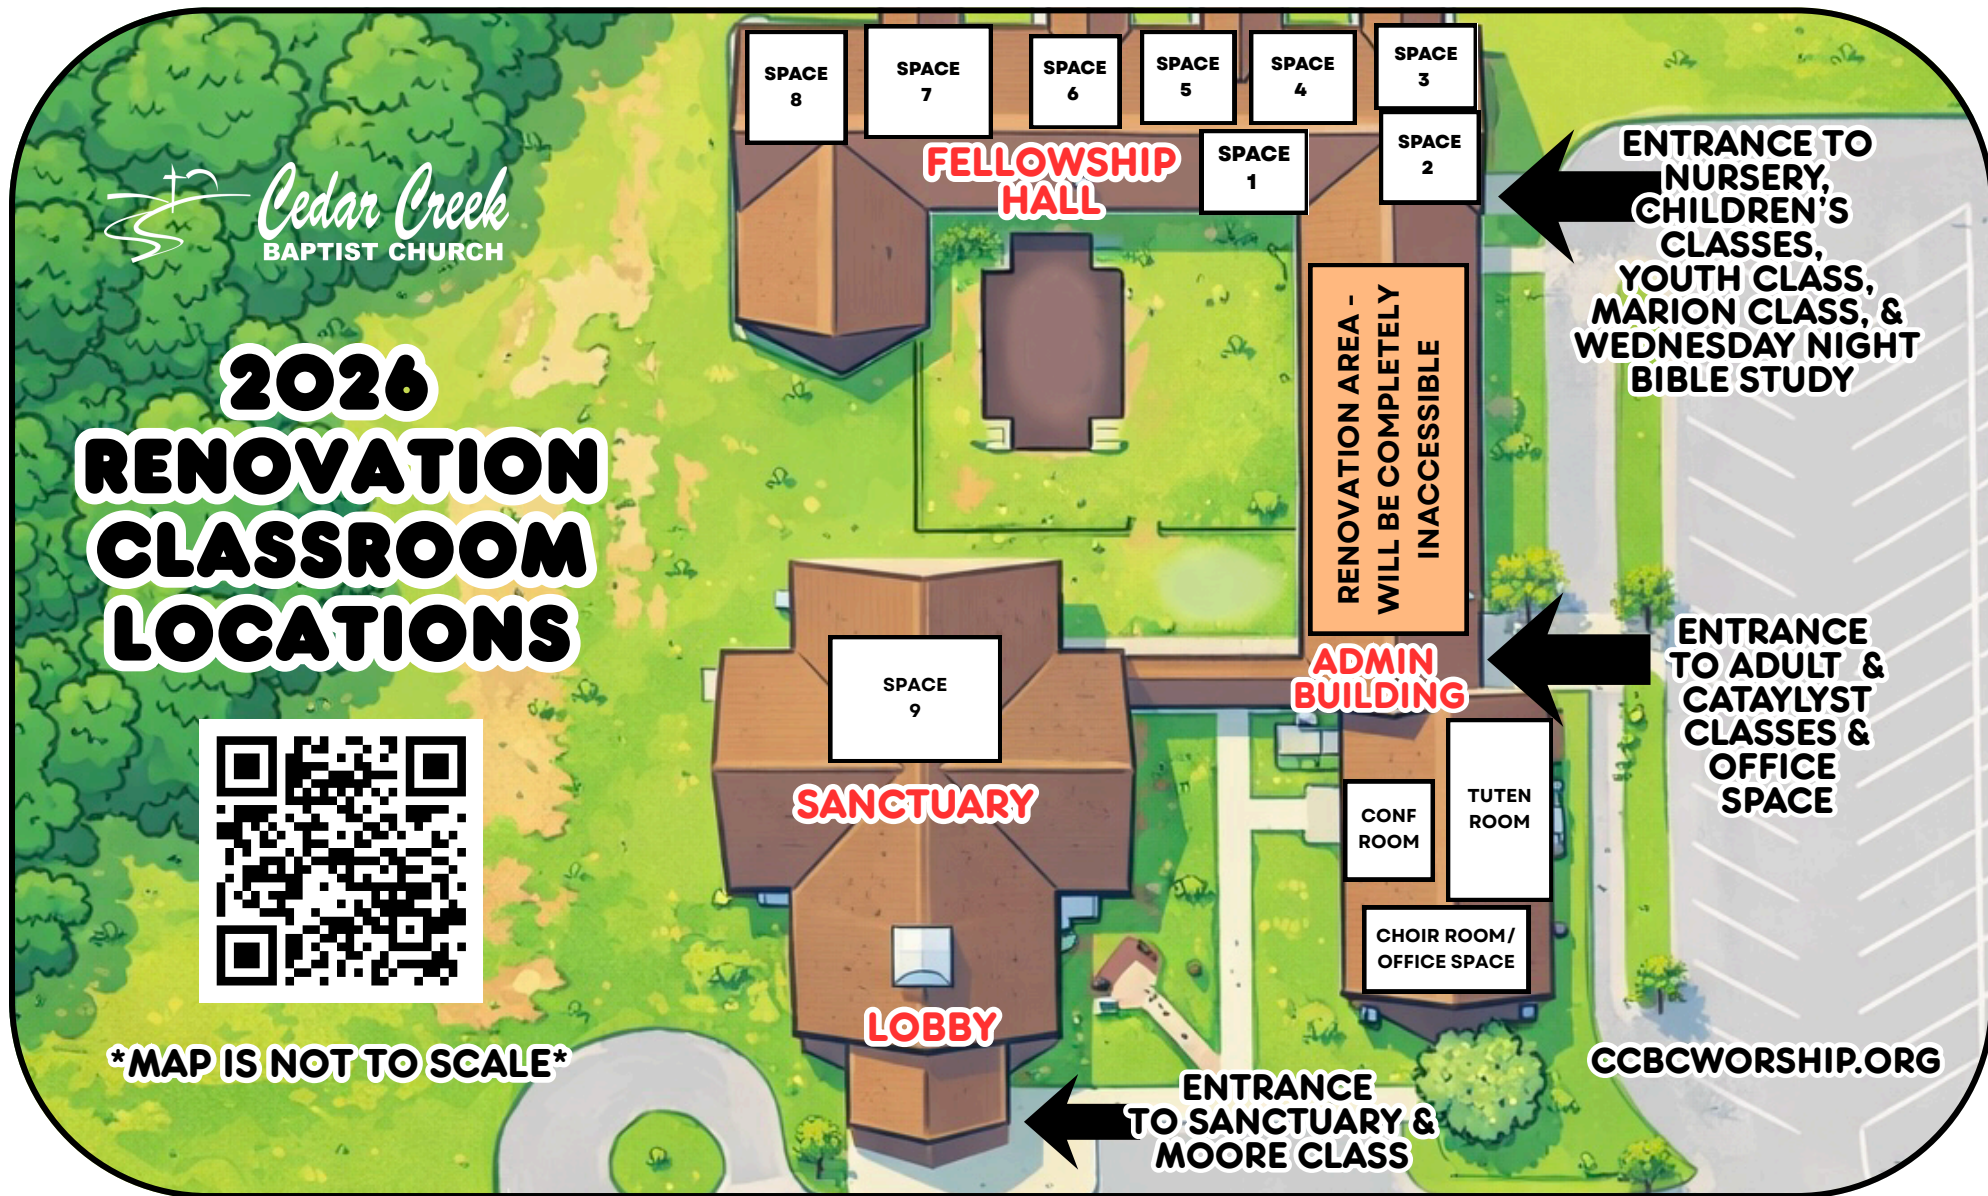 SPACE
8
SPACE
7
SPACE
6
SPACE
5
SPACE
4
SPACE
3
SPACE
2
SPACE
1
FELLOWSHIP
HALL
Cedar Creek
BAPTIST CHURCH
2026
RENOVATION
CLASSROOM
LOCATIONS
*MAP IS NOT TO SCALE*
RENOVATION AREA -
WILL BE COMPLETELY
INACCESSIBLE
ENTRANCE TO
NURSERY,
CHILDREN'S
CLASSES,
YOUTH CLASS,
MARION CLASS, &
WEDNESDAY NIGHT
BIBLE STUDY
SPACE
9
SANCTUARY
LOBBY
ADMIN
BUILDING
ENTRANCE
TO ADULT &
CATAYLYST
CLASSES &
OFFICE
SPACE
CONF
ROOM
TUTEN
ROOM
CHOIR ROOM/
OFFICE SPACE
ENTRANCE
TO SANCTUARY &
MOORE CLASS
CCBCWORSHIP.ORG